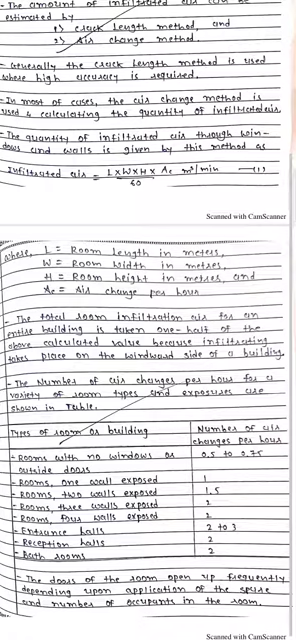 - The amount of infiltrated air can be
estimated by
1) Crack Length method, and
2) Air change method.
- Generally the crack length method is used
where high accuracy is required.
- In most of cases, the air change method is
used & calculating the quantity of infiltrated air.
- The quantity of infiltrated air through win-
dows and walls is given by this method as
Infiltrated air = L x W x H x Ac / 60 m³/min —(1)
Scanned with CamScanner
where, L = Room Length in meters,
W = Room width in metres,
H = Room height in metres, and
Ac = Air change per hour
- The total room infiltration air for an
entire building is taken one-half of the
above calculated value because infiltrating
takes place on the windward side of a building.
- The Number of air changes per hour for a
variety of room types and exposures are
shown in Table.
Types of room or building | Number of air changes per hour
- Rooms with no windows or outside doors | 0.5 to 0.75
- Rooms, one wall exposed | 1
- Rooms, two walls exposed | 1.5
- Rooms, three walls exposed | 2
- Rooms, four walls exposed | 2
- Entrance halls | 2 to 3
- Reception halls | 2
- Bath rooms | 2
- The doors of the room open up frequently
depending upon application of the
and number of occupants in the room.
Scanned with CamScanner